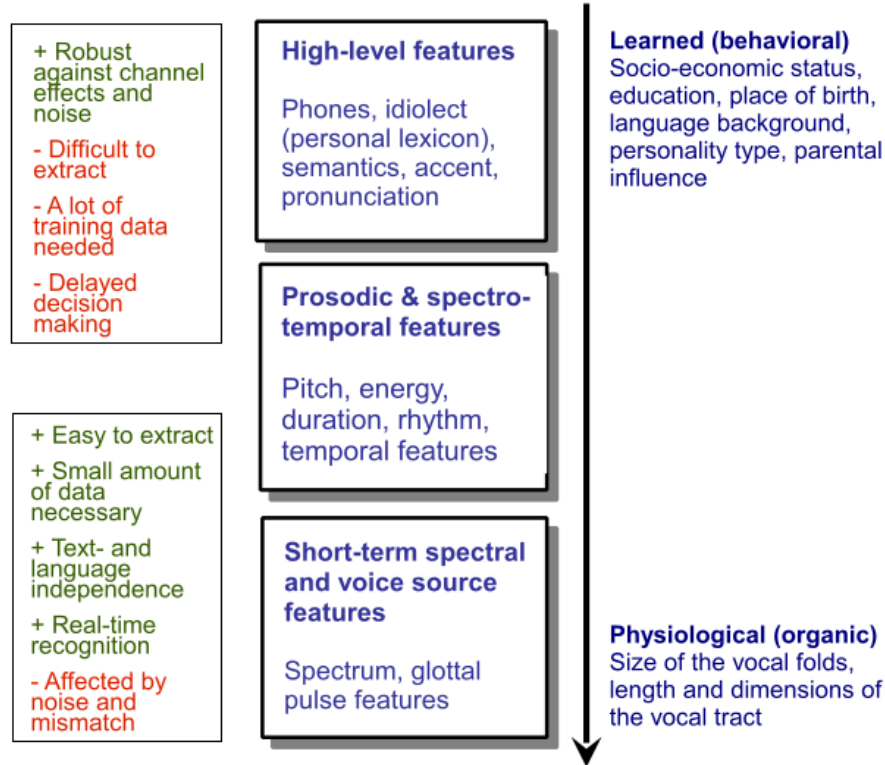 + Robust
against channel
effects and
noise
- Difficult to
extract
- A lot of
training data
needed
- Delayed
decision
making
+ Easy to extract
+ Small amount
of data
necessary
+ Text- and
language
independence
+ Real-time
recognition
- Affected by
noise and
mismatch
High-level features
Phones, idiolect
(personal lexicon),
semantics, accent,
pronunciation
Prosodic & spectro-
temporal features
Pitch, energy,
duration, rhythm,
temporal features
Short-term spectral
and voice source
features
Spectrum, glottal
pulse features
Learned (behavioral)
Socio-economic status,
education, place of birth,
language background,
personality type, parental
influence
Physiological (organic)
Size of the vocal folds,
length and dimensions of
the vocal tract